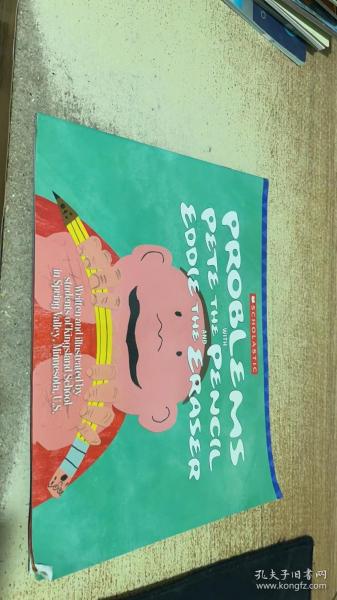 SCHOLASTIC
PROBLEMS
WITH
PETE THE PENCIL
AND
EDDIE THE ERASER
Written and illustrated by
students of Kingsland School
in Spring Valley, Minnesota, U.S.
孔夫子旧书网
www.kongfz.com